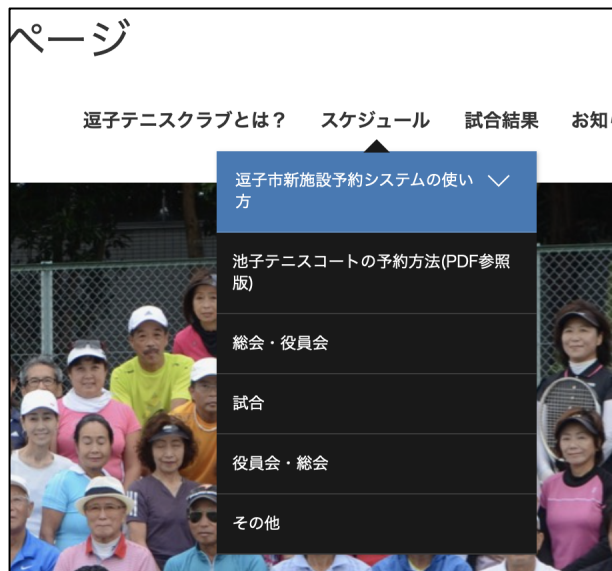 ページ
逗子テニスクラブとは？ スケジュール 試合結果 お知
逗子市新施設予約システムの使い
方
池子テニスコートの予約方法(PDF参照
版)
総会・役員会
試合
役員会・総会
その他